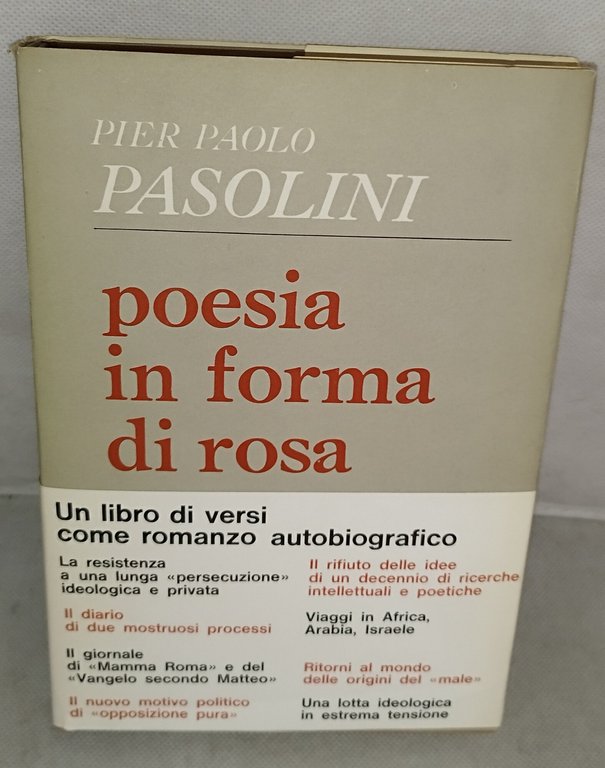 PIER PAOLO
PASOLINI
poesia
in forma
di rosa
Un libro di versi
come romanzo autobiografico
La resistenza
a una lunga «persecuzione»
ideologica e privata
Il diario
di due mostruosi processi
Il giornale
di «Mamma Roma» e del
«Vangelo secondo Matteo»
Il nuovo motivo politico
di «opposizione pura»
Il rifiuto delle idee
di un decennio di ricerche
intellettuali e poetiche
Viaggi in Africa,
Arabia, Israele
Ritorni al mondo
delle origini del «male»
Una lotta ideologica
in estrema tensione